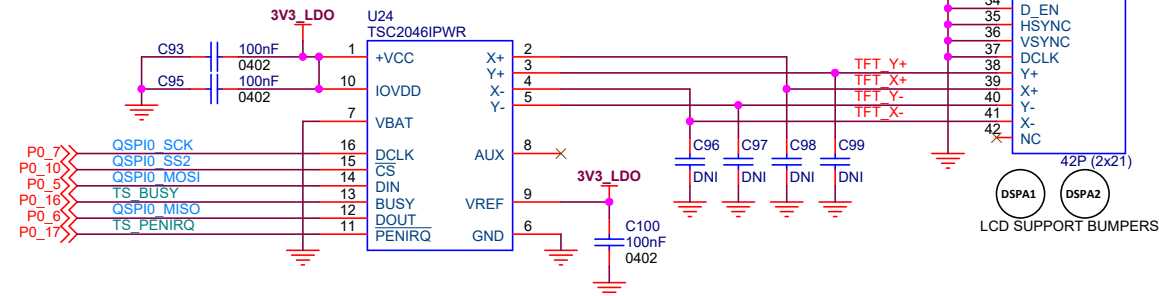 3V3_LDO
U24
TSC2046IPWR
C93
100nF
0402
C95
100nF
0402
1
+VCC
10
IOVDD
7
VBAT
P0_7
QSPI0_SCK
16
DCLK
P0_10
QSPI0_SS2
15
CS
P0_5
QSPI0_MOSI
14
DIN
P0_16
TS_BUSY
13
BUSY
P0_6
QSPI0_MISO
12
DOUT
P0_17
TS_PENIRQ
11
PENIRQ
X+
2
Y+
3
X-
4
Y-
5
AUX
8
VREF
9
GND
6
3V3_LDO
C100
100nF
0402
TFT_Y+
TFT_X+
TFT_Y-
TFT_X-
C96
DNI
C97
DNI
C98
DNI
C99
DNI
34
D_EN
35
HSYNC
36
VSYNC
37
DCLK
38
Y+
39
X+
40
Y-
41
X-
42
NC
42P (2x21)
DSPA1
DSPA2
LCD SUPPORT BUMPERS